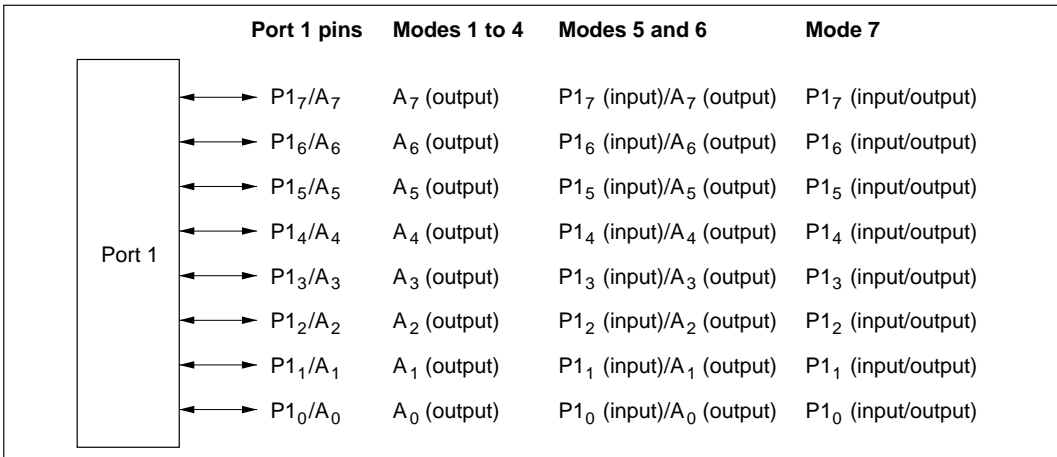 Port 1 pins Modes 1 to 4 Modes 5 and 6 Mode 7
P1₇/A₇ A₇ (output) P1₇ (input)/A₇ (output) P1₇ (input/output)
P1₆/A₆ A₆ (output) P1₆ (input)/A₆ (output) P1₆ (input/output)
P1₅/A₅ A₅ (output) P1₅ (input)/A₅ (output) P1₅ (input/output)
P1₄/A₄ A₄ (output) P1₄ (input)/A₄ (output) P1₄ (input/output)
Port 1
P1₃/A₃ A₃ (output) P1₃ (input)/A₃ (output) P1₃ (input/output)
P1₂/A₂ A₂ (output) P1₂ (input)/A₂ (output) P1₂ (input/output)
P1₁/A₁ A₁ (output) P1₁ (input)/A₁ (output) P1₁ (input/output)
P1₀/A₀ A₀ (output) P1₀ (input)/A₀ (output) P1₀ (input/output)